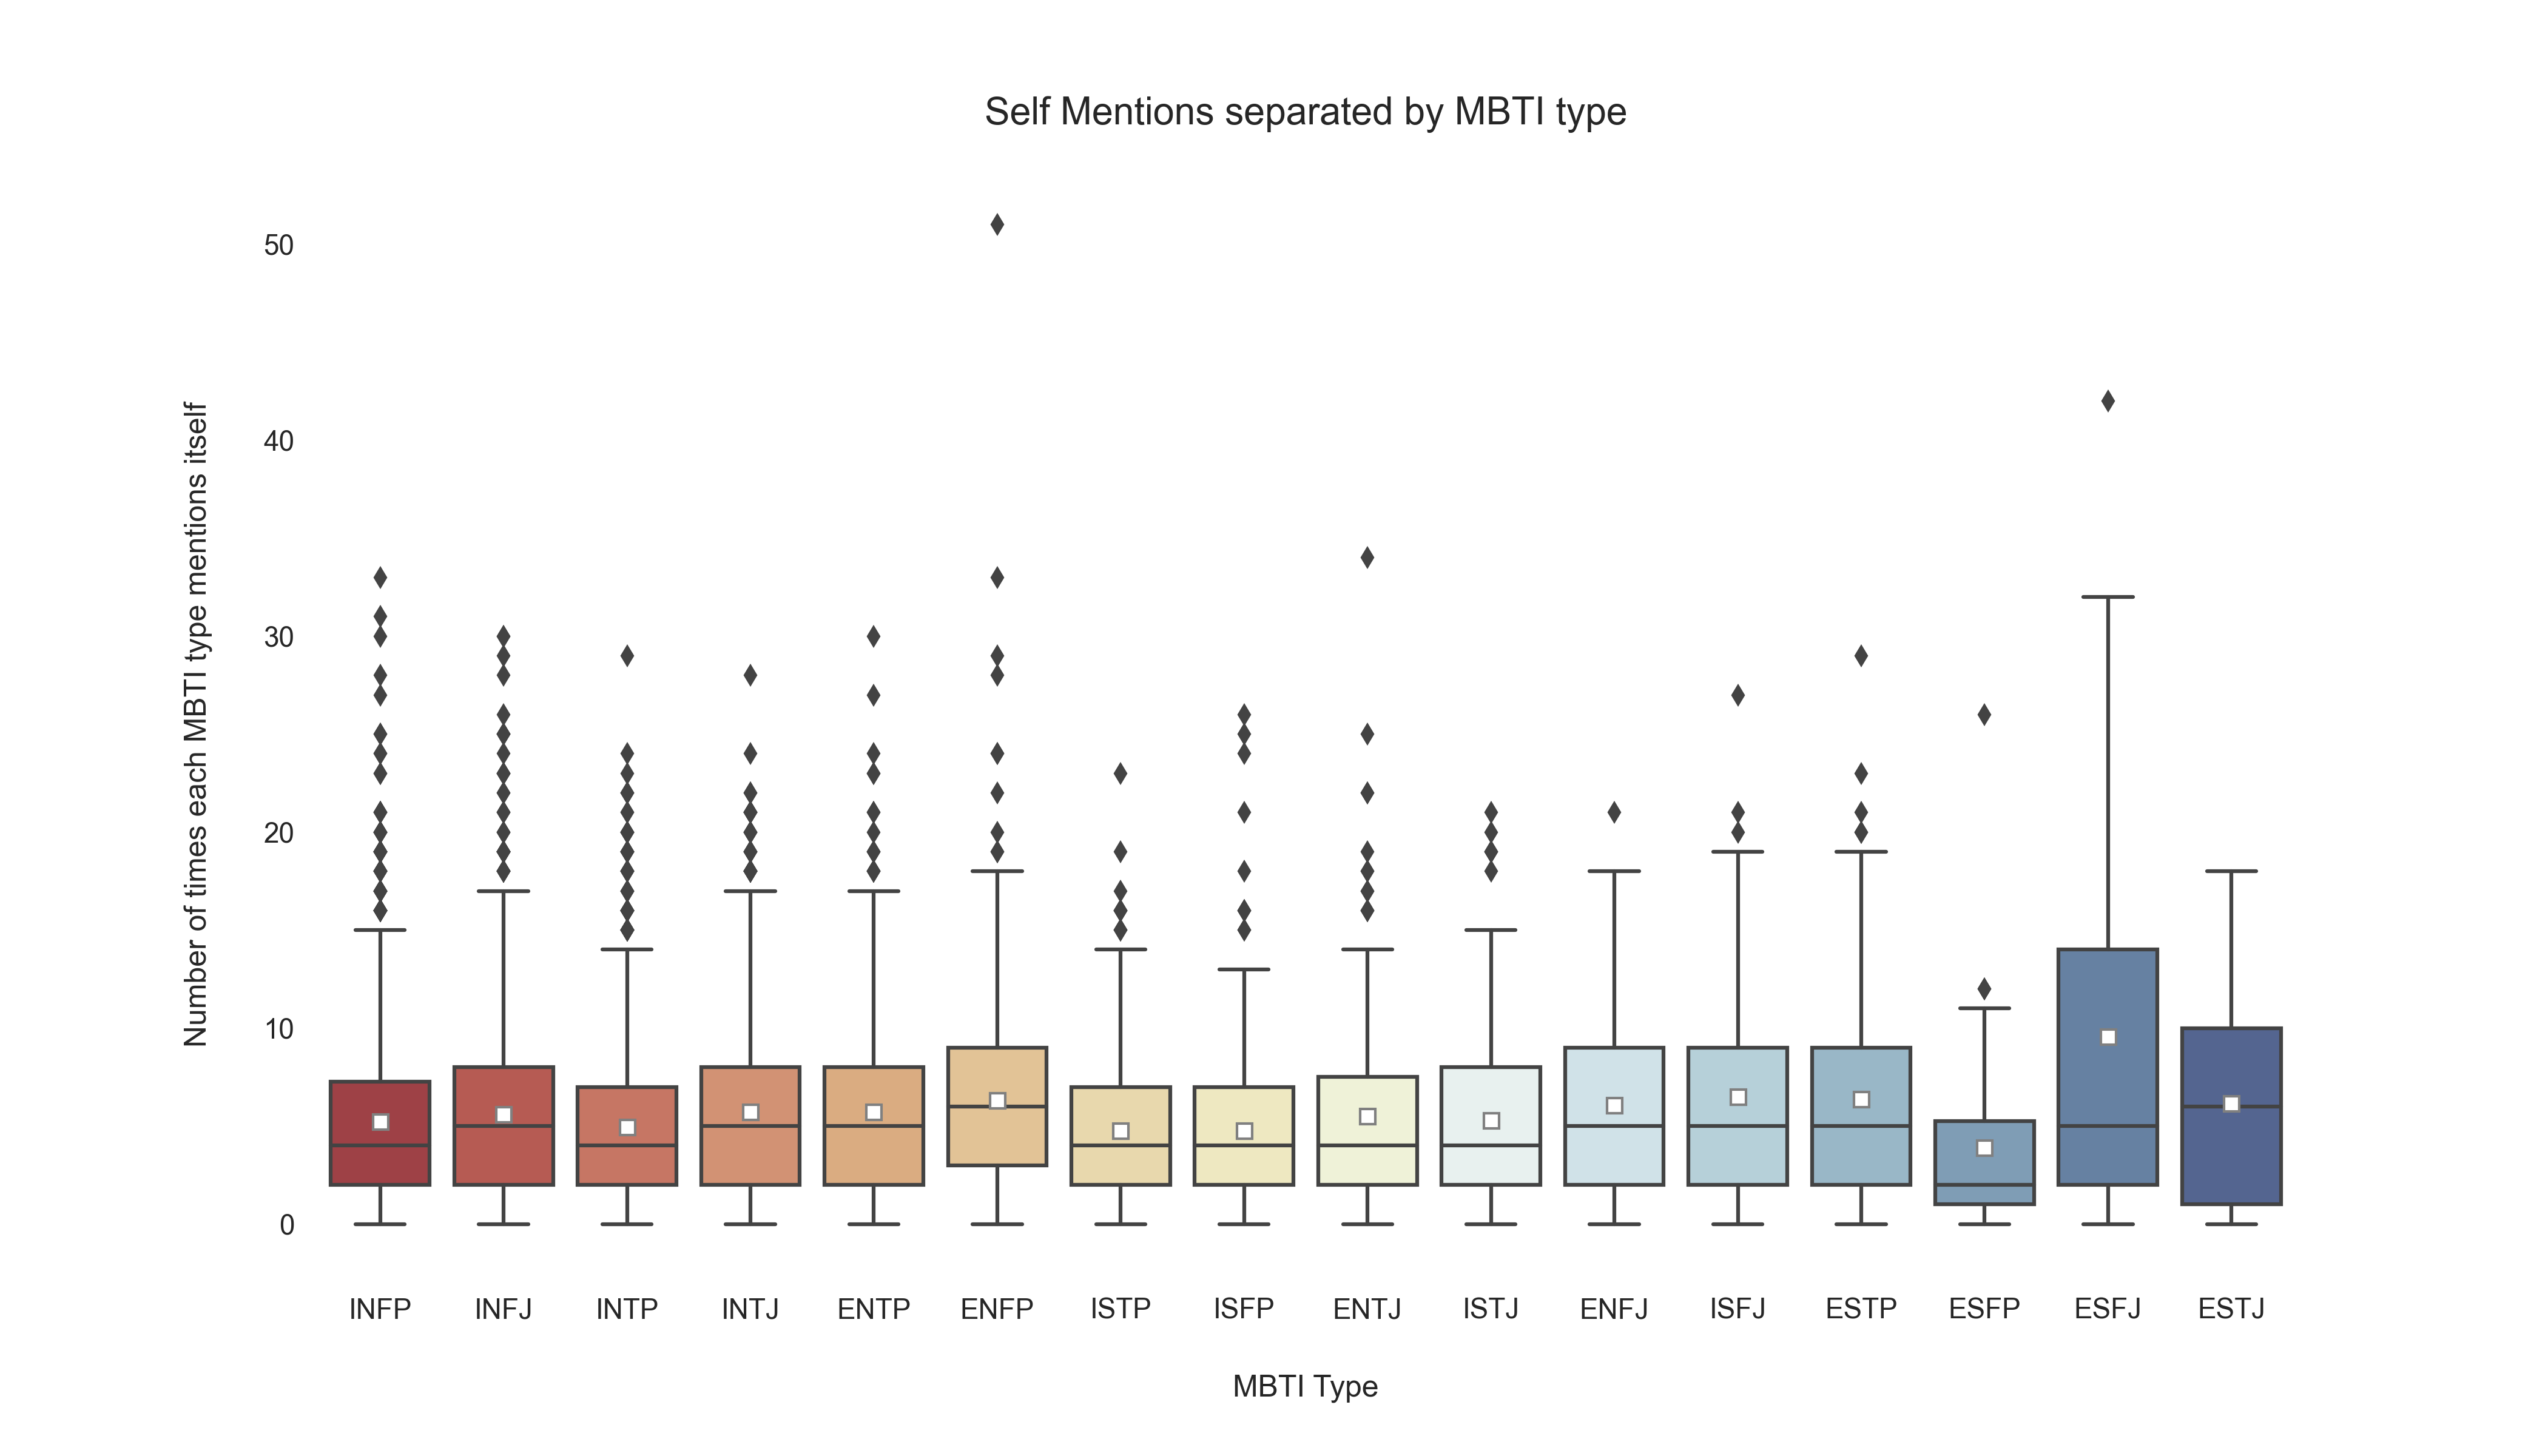 Self Mentions separated by MBTI type
Number of times each MBTI type mentions itself
50
40
30
20
10
0
INFP INFJ INTP INTJ ENTP ENFP ISTP ISFP ENTJ ISTJ ENFJ ISFJ ESTP ESFP ESFJ ESTJ
MBTI Type